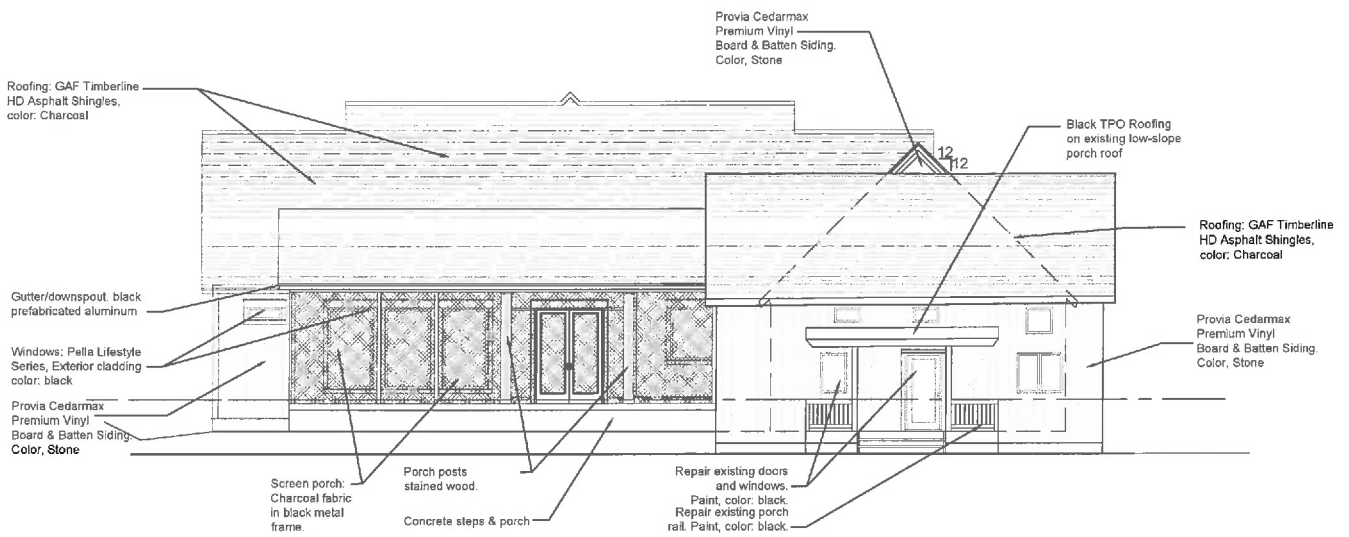 Provia Cedarmax
Premium Vinyl
Board & Batten Siding.
Color, Stone
Roofing: GAF Timberline
HD Asphalt Shingles,
color: Charcoal
Black TPO Roofing
on existing low-slope
porch roof
12
12
Roofing: GAF Timberline
HD Asphalt Shingles,
color: Charcoal
Gutter/downspout. black
prefabricated aluminum
Windows: Pella Lifestyle
Series, Exterior cladding
color: black
Provia Cedarmax
Premium Vinyl
Board & Batten Siding.
Color, Stone
Provia Cedarmax
Premium Vinyl
Board & Batten Siding.
Color, Stone
Screen porch:
Charcoal fabric
in black metal
frame.
Porch posts
stained wood.
Concrete steps & porch
Repair existing doors
and windows.
Paint, color: black.
Repair existing porch
rail. Paint, color: black.